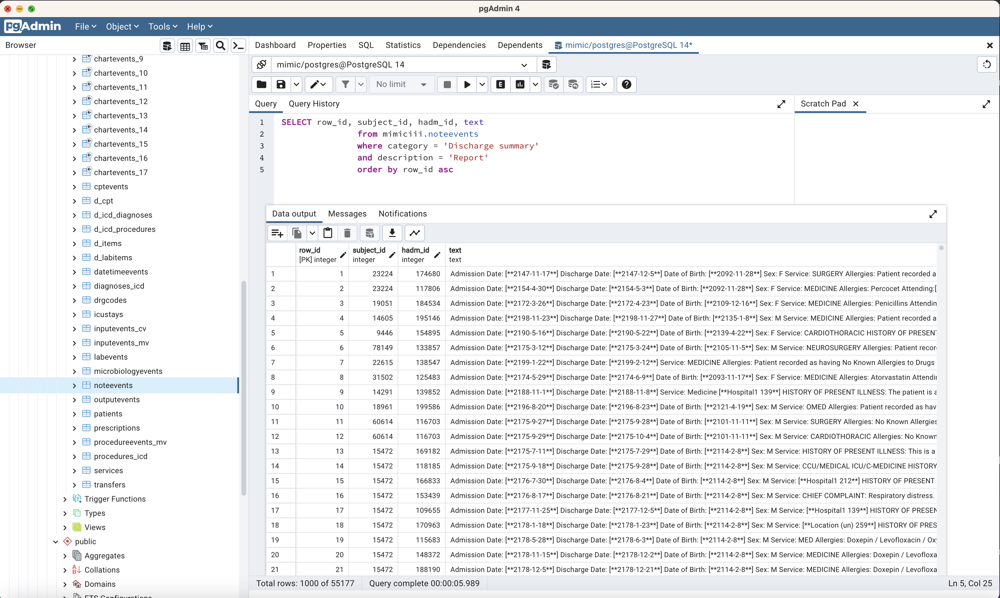 pgAdmin 4
pgAdmin File Object Tools Help
Browser
Dashboard Properties SQL Statistics Dependencies Dependents mimic/postgres@PostgreSQL 14*
chartevents_9
chartevents_10
chartevents_11
chartevents_12
chartevents_13
chartevents_14
chartevents_15
chartevents_16
chartevents_17
cptevents
d_cpt
d_icd_diagnoses
d_icd_procedures
d_items
d_labitems
datetimeevents
diagnoses_icd
drgcodes
icustays
inputevents_cv
inputevents_mv
labevents
microbiologyevents
noteevents
outputevents
patients
prescriptions
procedureevents_mv
procedures_icd
services
transfers
Trigger Functions
Types
Views
public
Aggregates
Collations
Domains
FTS Configurations
mimic/postgres@PostgreSQL 14
No limit
Query Query History
Scratch Pad
1 SELECT row_id, subject_id, hadm_id, text
2 from mimiciii.noteevents
3 where category = 'Discharge summary'
4 and description = 'Report'
5 order by row_id asc
Data output Messages Notifications
row_id subject_id hadm_id text
[PK] integer integer integer text
1 1 23224 174680 Admission Date: [**2147-11-17**] Discharge Date: [**2147-12-5**] Date of Birth: [**2092-11-28**] Sex: F Service: SURGERY Allergies: Patient recorded a
2 2 23224 117806 Admission Date: [**2154-4-30**] Discharge Date: [**2154-5-3**] Date of Birth: [**2092-11-28**] Sex: F Service: MEDICINE Allergies: Percocet Attending:[
3 3 19051 184534 Admission Date: [**2172-3-26**] Discharge Date: [**2172-4-23**] Date of Birth: [**2109-12-16**] Sex: F Service: MEDICINE Allergies: Penicillins Attendin
4 4 14605 195146 Admission Date: [**2198-11-23**] Discharge Date: [**2198-11-27**] Date of Birth: [**2135-1-8**] Sex: M Service: MEDICINE Allergies: Patient recorded a
5 5 9446 154895 Admission Date: [**2190-5-16**] Discharge Date: [**2190-5-22**] Date of Birth: [**2139-4-22**] Sex: F Service: CARDIOTHORACIC HISTORY OF PRESENT
6 6 78149 133857 Admission Date: [**2175-3-12**] Discharge Date: [**2175-3-24**] Date of Birth: [**2105-11-5**] Sex: M Service: NEUROSURGERY Allergies: Patient recor
7 7 22615 138547 Admission Date: [**2199-1-22**] Discharge Date: [**2199-2-12**] Service: MEDICINE Allergies: Patient recorded as having No Known Allergies to Drugs
8 8 31502 125483 Admission Date: [**2174-5-29**] Discharge Date: [**2174-6-9**] Date of Birth: [**2093-11-17**] Sex: F Service: MEDICINE Allergies: Atorvastatin Attendi
9 9 14291 139852 Admission Date: [**2188-11-1**] Discharge Date: [**2188-11-8**] Service: Medicine [**Hospital1 139**] HISTORY OF PRESENT ILLNESS: The patient is a
10 10 18961 199586 Admission Date: [**2196-8-20**] Discharge Date: [**2196-8-23**] Date of Birth: [**2121-4-19**] Sex: M Service: OMED Allergies: Patient recorded as hav
11 11 60614 116703 Admission Date: [**2175-9-27**] Discharge Date: [**2175-9-28**] Date of Birth: [**2101-11-11**] Sex: M Service: SURGERY Allergies: No Known Allergies
12 12 60614 116703 Admission Date: [**2175-9-29**] Discharge Date: [**2175-10-4**] Date of Birth: [**2101-11-11**] Sex: M Service: CARDIOTHORACIC Allergies: No Known
13 13 15472 169182 Admission Date: [**2175-7-11**] Discharge Date: [**2175-7-29**] Date of Birth: [**2114-2-8**] Sex: M Service: HISTORY OF PRESENT ILLNESS: This is a
14 14 15472 118185 Admission Date: [**2175-9-18**] Discharge Date: [**2175-9-28**] Date of Birth: [**2114-2-8**] Sex: M Service: CCU/MEDICAL ICU/C-MEDICINE HISTORY
15 15 15472 166833 Admission Date: [**2176-7-30**] Discharge Date: [**2176-8-4**] Date of Birth: [**2114-2-8**] Sex: M Service: [**Hospital1 212**] HISTORY OF PRESENT
16 16 15472 153439 Admission Date: [**2176-8-17**] Discharge Date: [**2176-8-21**] Date of Birth: [**2114-2-8**] Sex: M Service: CHIEF COMPLAINT: Respiratory distress.
17 17 15472 109655 Admission Date: [**2177-11-25**] Discharge Date: [**2177-12-5**] Date of Birth: [**2114-2-8**] Sex: M Service: [**Hospital1 139**] HISTORY OF PRESEN
18 18 15472 170963 Admission Date: [**2178-1-18**] Discharge Date: [**2178-1-23**] Date of Birth: [**2114-2-8**] Sex: M Service: [**Location (un) 259**] HISTORY OF PRES
19 19 15472 115683 Admission Date: [**2178-5-28**] Discharge Date: [**2178-6-3**] Date of Birth: [**2114-2-8**] Sex: M Service: MED Allergies: Doxepin / Levofloxacin / Ox
20 20 15472 148372 Admission Date: [**2178-11-15**] Discharge Date: [**2178-12-2**] Date of Birth: [**2114-2-8**] Sex: M Service: MEDICINE Allergies: Doxepin / Levofloxa
21 21 15472 188190 Admission Date: [**2178-12-5**] Discharge Date: [**2178-12-21**] Date of Birth: [**2114-2-8**] Sex: M Service: MEDICINE Allergies: Doxepin / Levofloxa
Total rows: 1000 of 55177 Query complete 00:00:05.989 Ln 5, Col 25